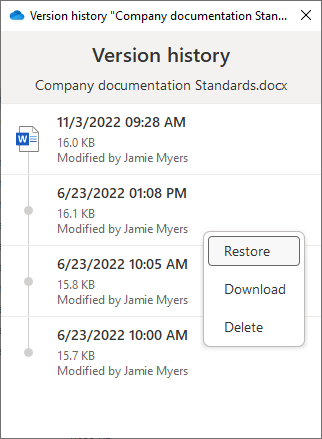 Version history "Company documentation Stan...
Version history
Company documentation Standards.docx
W
11/3/2022 09:28 AM
16.0 KB
Modified by Jamie Myers
6/23/2022 01:08 PM
16.1 KB
Modified by Jamie Myers
Restore
6/23/2022 10:05 AM
15.8 KB
Modified by Jamie Myers
Download
Delete
6/23/2022 10:00 AM
15.7 KB
Modified by Jamie Myers